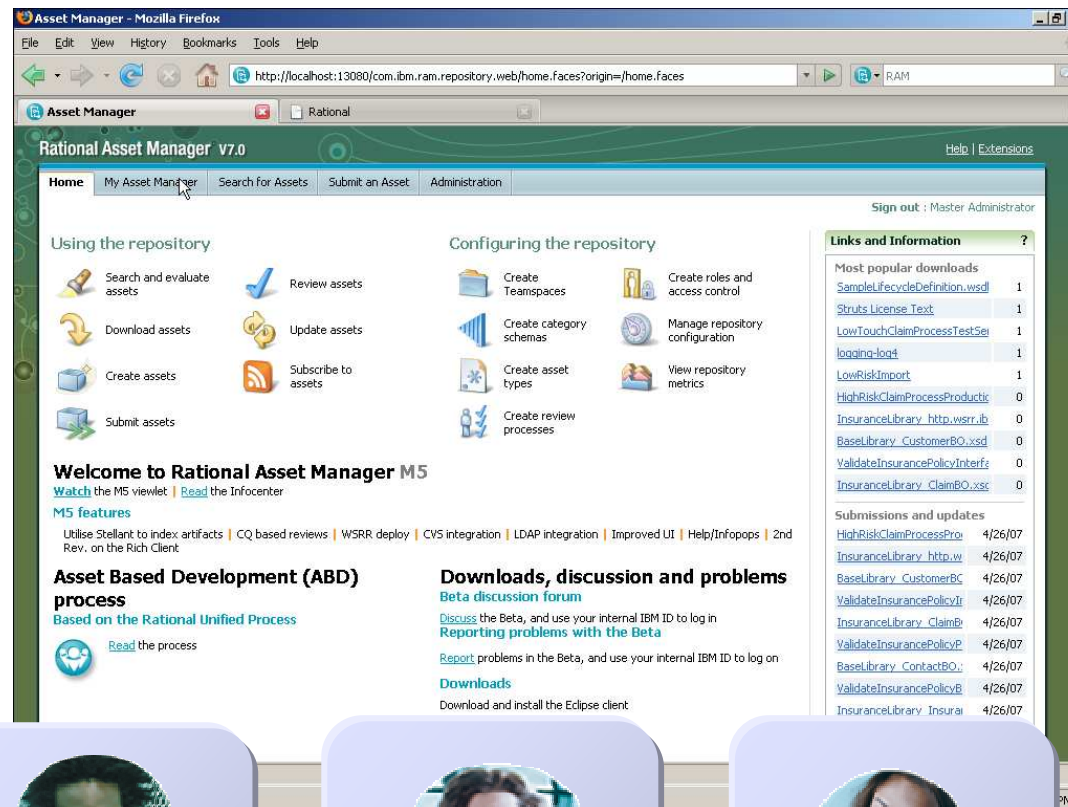 Asset Manager - Mozilla Firefox
File Edit View History Bookmarks Tools Help
http://localhost:13080/com.ibm.ram.repository.web/home.faces?origin=/home.faces
RAM
Asset Manager
Rational
Rational Asset Manager V7.0
Help | Extensions
Home My Asset Manager Search for Assets Submit an Asset Administration
Sign out : Master Administrator
Using the repository
Search and evaluate
assets
Review assets
Download assets
Update assets
Create assets
Subscribe to
assets
Submit assets
Configuring the repository
Create
Teamspaces
Create roles and
access control
Create category
schemas
Manage repository
configuration
Create asset
types
View repository
metrics
Create review
processes
Welcome to Rational Asset Manager M5
Watch the M5 viewlet | Read the Infocenter
M5 features
Utilise Stellant to index artifacts | CQ based reviews | WSRR deploy | CVS integration | LDAP integration | Improved UI | Help/Infopops | 2nd
Rev. on the Rich Client
Asset Based Development (ABD)
process
Based on the Rational Unified Process
Read the process
Downloads, discussion and problems
Beta discussion forum
Discuss the Beta, and use your internal IBM ID to log in
Reporting problems with the Beta
Report problems in the Beta, and use your internal IBM ID to log on
Downloads
Download and install the Eclipse client
Links and Information ?
Most popular downloads
SampleLifecycleDefinition.wsdl 1
Struts License Text 1
LowTouchClaimProcessTestSer 1
logging-log4 1
LowRiskImport 1
HighRiskClaimProcessProductic 0
InsuranceLibrary_http.wsrr.ib 0
BaseLibrary_CustomerBO.xsd 0
ValidateInsurancePolicyInterfa 0
InsuranceLibrary_ClaimBO.xsc 0
Submissions and updates
HighRiskClaimProcessPro 4/26/07
InsuranceLibrary_http.w 4/26/07
BaseLibrary_CustomerBC 4/26/07
ValidateInsurancePolicyIr 4/26/07
InsuranceLibrary_ClaimB 4/26/07
ValidateInsurancePolicyP 4/26/07
BaseLibrary_ContactBO. 4/26/07
ValidateInsurancePolicyB 4/26/07
InsuranceLibrary_Insurar 4/26/07